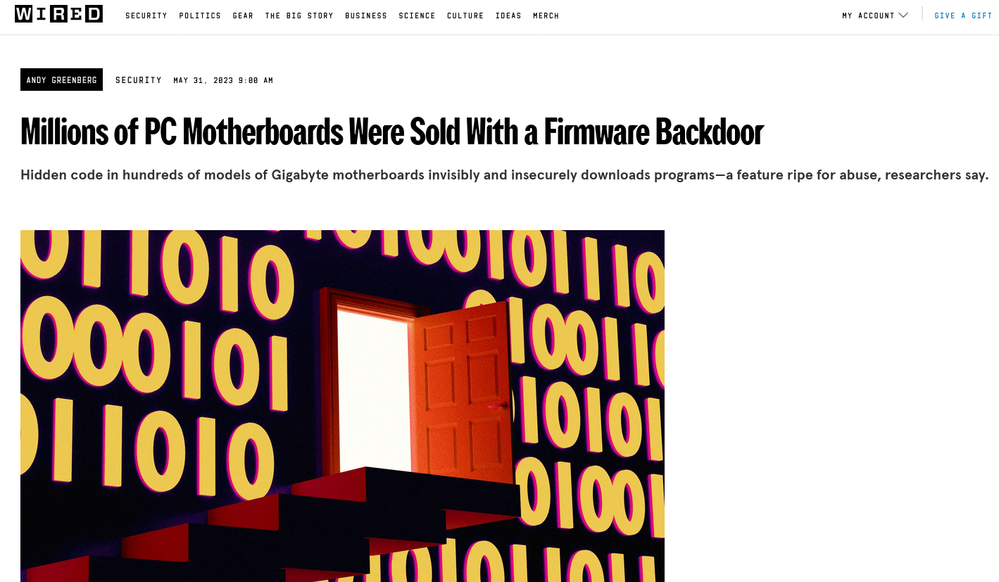 WIRED
SECURITY POLITICS GEAR THE BIG STORY BUSINESS SCIENCE CULTURE IDEAS MERCH
MY ACCOUNT
GIVE A GIFT
ANDY GREENBERG
SECURITY
MAY 31, 2023 9:00 AM
Millions of PC Motherboards Were Sold With a Firmware Backdoor
Hidden code in hundreds of models of Gigabyte motherboards invisibly and insecurely downloads programs—a feature ripe for abuse, researchers say.